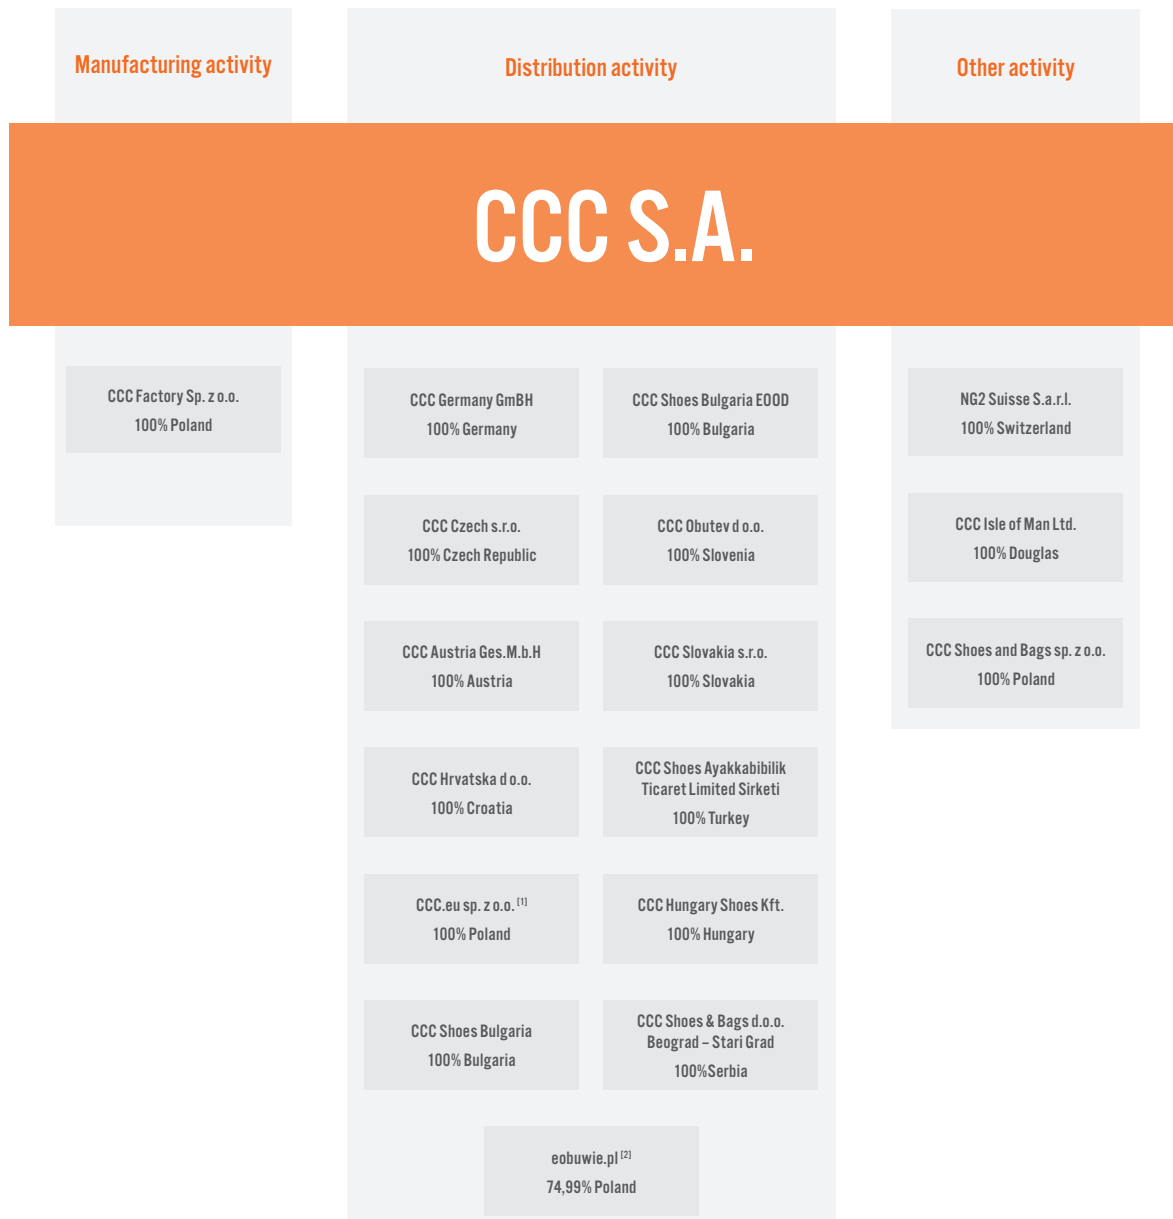 Manufacturing activity
Distribution activity
Other activity
CCC S.A.
CCC Factory Sp. z o.o.
100% Poland
CCC Germany GmBH
100% Germany
CCC Shoes Bulgaria EOOD
100% Bulgaria
CCC Czech s.r.o.
100% Czech Republic
CCC Obutev d o.o.
100% Slovenia
CCC Austria Ges.M.b.H
100% Austria
CCC Slovakia s.r.o.
100% Slovakia
CCC Hrvatska d o.o.
100% Croatia
CCC Shoes Ayakkabibilik
Ticaret Limited Sirketi
100% Turkey
CCC.eu sp. z o.o. [1]
100% Poland
CCC Hungary Shoes Kft.
100% Hungary
CCC Shoes Bulgaria
100% Bulgaria
CCC Shoes & Bags d.o.o.
Beograd – Stari Grad
100%Serbia
eobuwie.pl [2]
74,99% Poland
NG2 Suisse S.a.r.l.
100% Switzerland
CCC Isle of Man Ltd.
100% Douglas
CCC Shoes and Bags sp. z o.o.
100% Poland